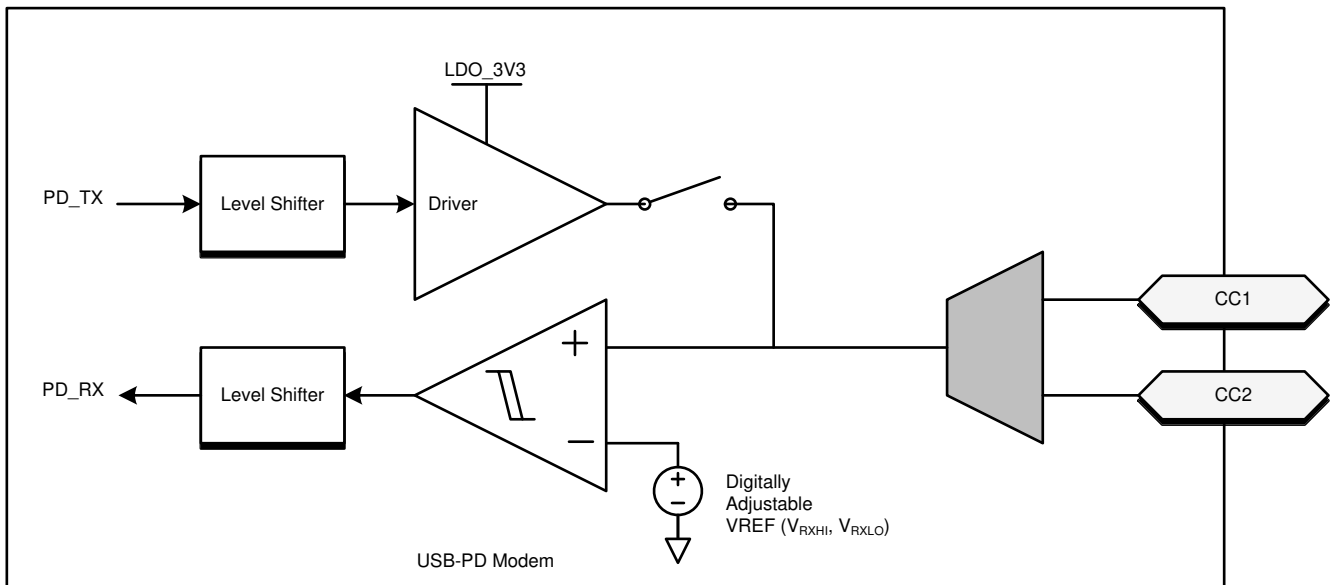 LDO_3V3
PD_TX
Level Shifter
Driver
CC1
+
PD_RX
Level Shifter
CC2
−
+
−
Digitally
Adjustable
VREF (VRXHI, VRXLO)
USB-PD Modem